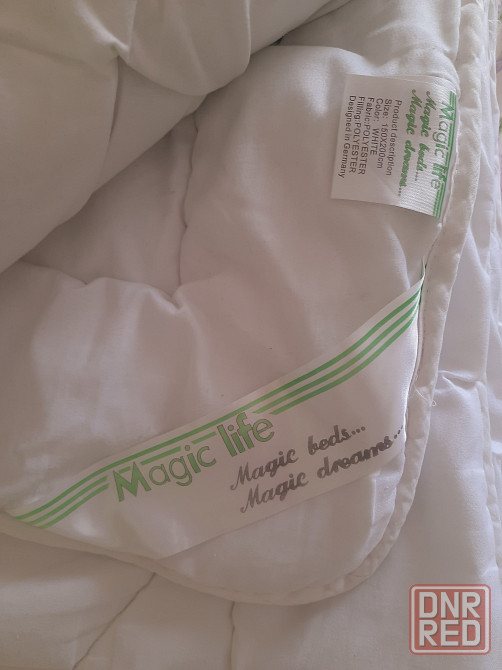 Magic life
Magic beds...
Magic dreams...
Product description
Size: 150X200cm
Color: WHITE
Fabric:POLYESTER
Filling:POLYESTER
Designed in Germany
Magic life
Magic beds...
Magic dreams...
DNR
RED